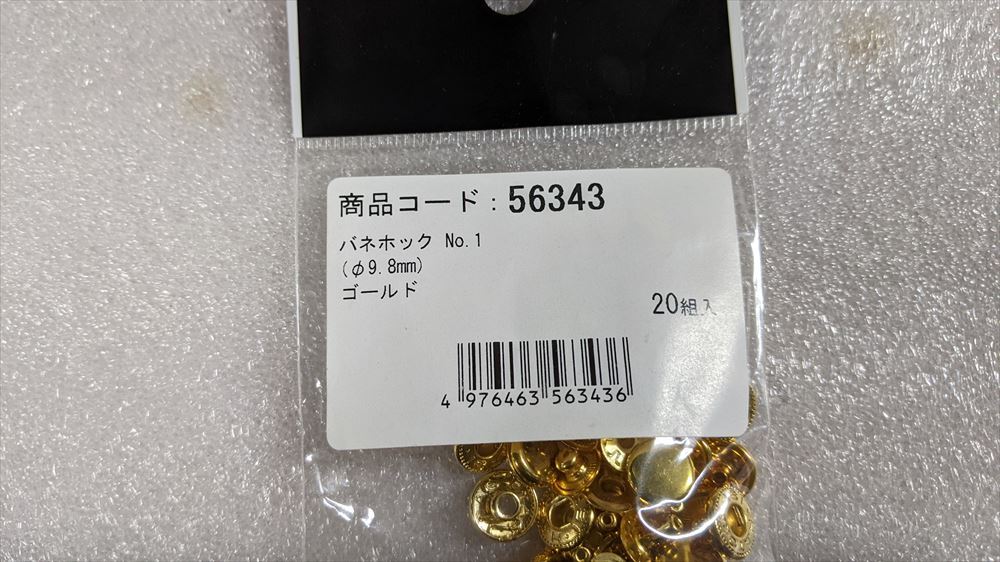 商品コード：56343
バネホック No.1
(φ9.8mm)
ゴールド
20組入
4 976463 563436